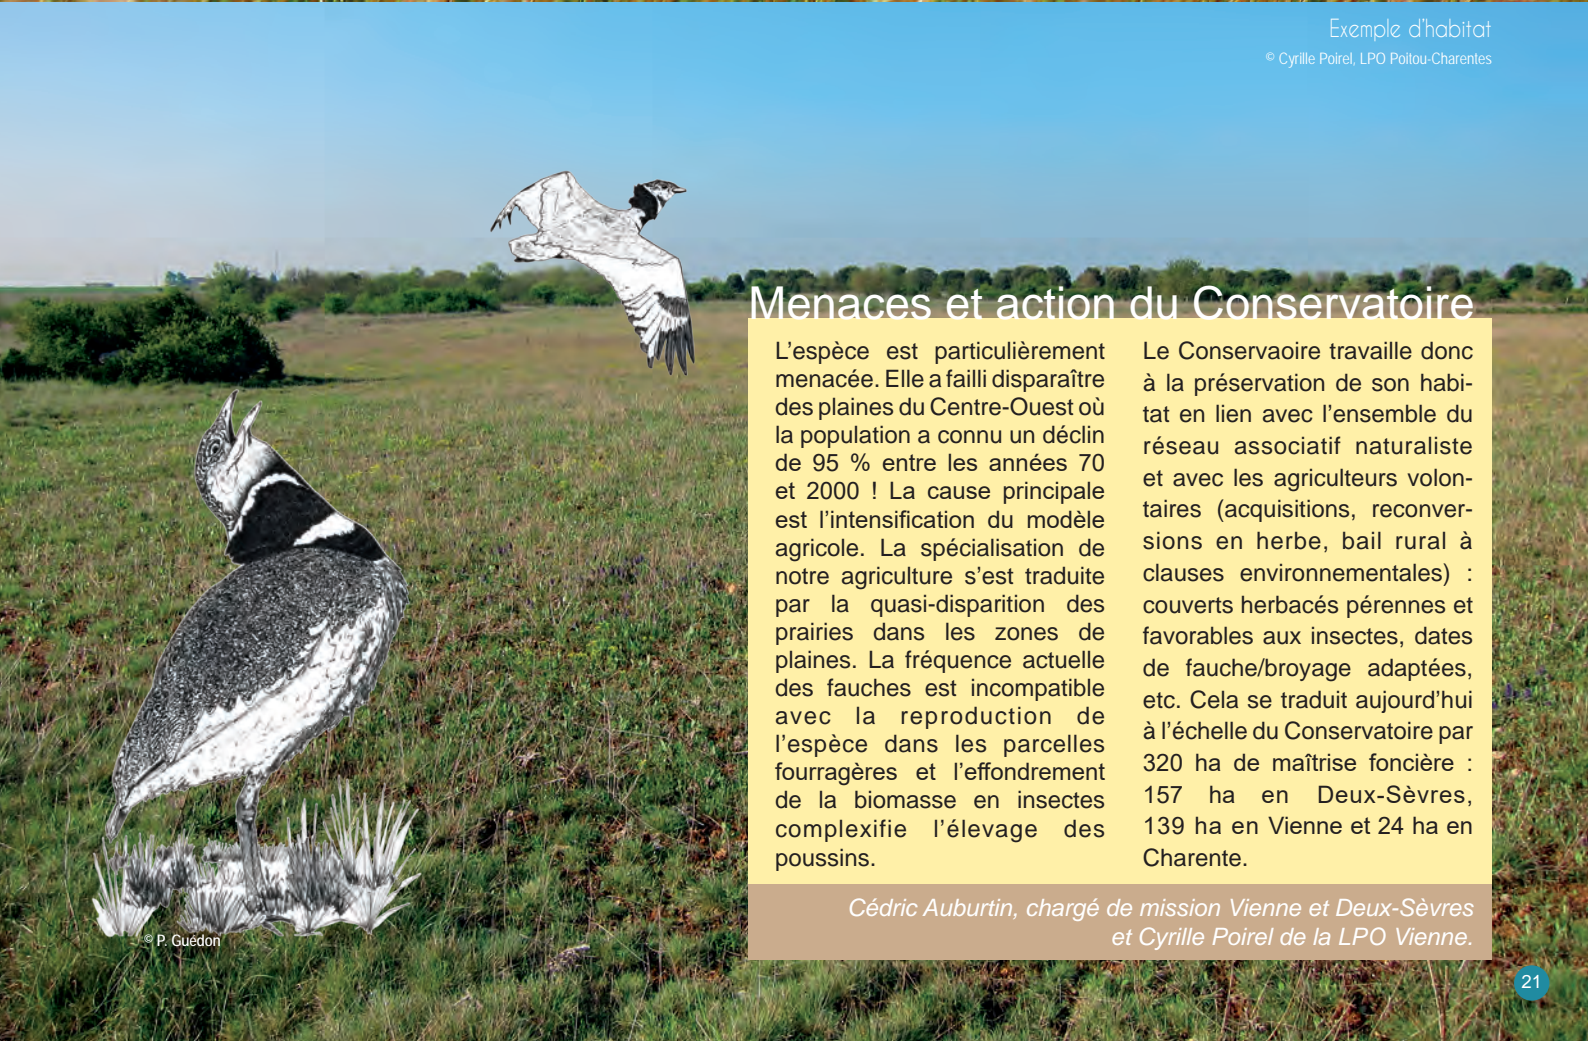 Exemple d'habitat
© Cyrille Poirel, LPO Poitou-Charentes
Menaces et action du Conservatoire
L'espèce est particulièrement
menacée. Elle a failli disparaître
des plaines du Centre-Ouest où
la population a connu un déclin
de 95 % entre les années 70
et 2000 ! La cause principale
est l'intensification du modèle
agricole. La spécialisation de
notre agriculture s'est traduite
par la quasi-disparition des
prairies dans les zones de
plaines. La fréquence actuelle
des fauches est incompatible
avec la reproduction de
l'espèce dans les parcelles
fourragères et l'effondrement
de la biomasse en insectes
complexifie l'élevage des
poussins.
Le Conservaoire travaille donc
à la préservation de son habi-
tat en lien avec l'ensemble du
réseau associatif naturaliste
et avec les agriculteurs volon-
taires (acquisitions, reconver-
sions en herbe, bail rural à
clauses environnementales) :
couverts herbacés pérennes et
favorables aux insectes, dates
de fauche/broyage adaptées,
etc. Cela se traduit aujourd'hui
à l'échelle du Conservatoire par
320 ha de maîtrise foncière :
157 ha en Deux-Sèvres,
139 ha en Vienne et 24 ha en
Charente.
Cédric Auburtin, chargé de mission Vienne et Deux-Sèvres
et Cyrille Poirel de la LPO Vienne.
© P. Guédon
21